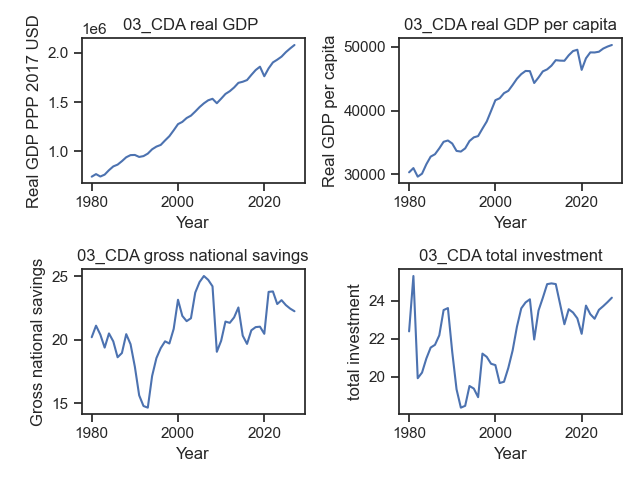 03_CDA real GDP
1e6
Real GDP PPP 2017 USD
2.0
1.5
1.0
1980
2000
2020
Year
03_CDA real GDP per capita
Real GDP per capita
50000
40000
30000
1980
2000
2020
Year
03_CDA gross national savings
Gross national savings
25
20
15
1980
2000
2020
Year
03_CDA total investment
total investment
24
22
20
1980
2000
2020
Year